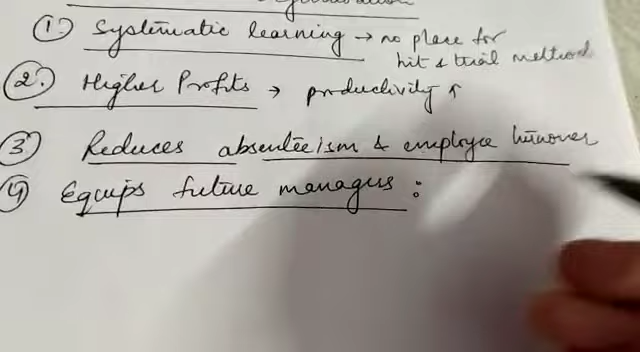 ① Systematic learning → no place for
hit & trial method
②. Higher Profits → productivity ↑
③ Reduces absenteeism & employee turnover
④ Equips future managers :